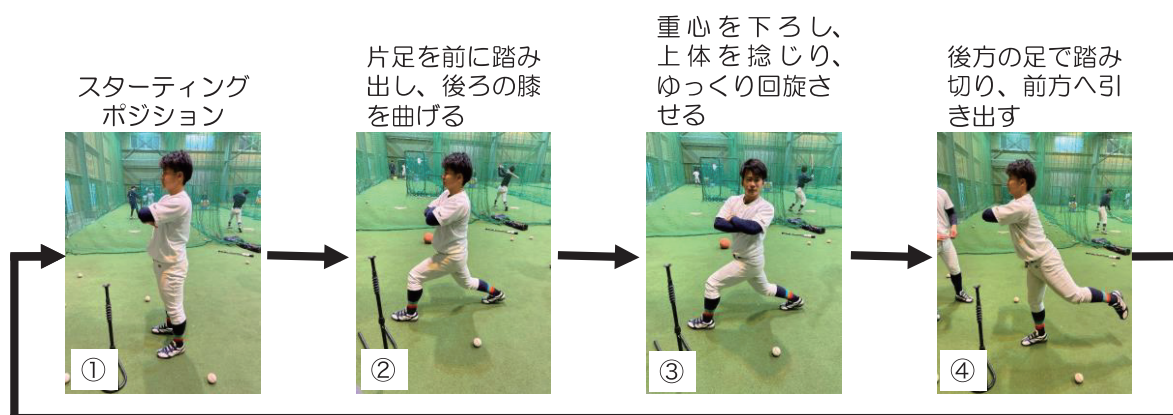 スターティング
ポジション
①
片足を前に踏み
出し、後ろの膝
を曲げる
②
重心を下ろし、
上体を捻じり、
ゆっくり回旋さ
せる
③
後方の足で踏み
切り、前方へ引
き出す
④